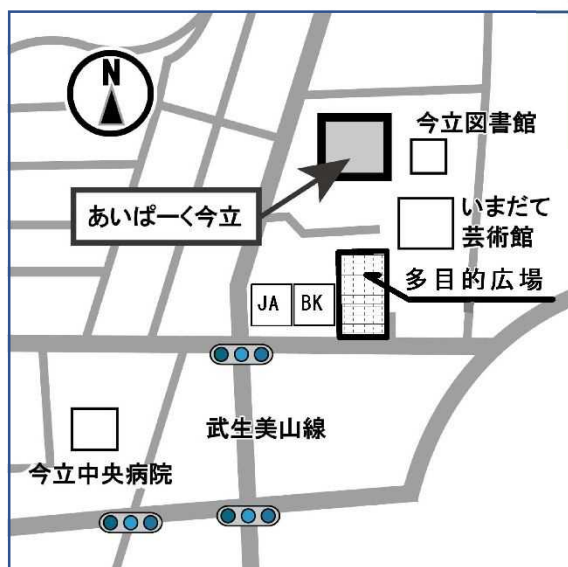 N
今立図書館
あいぱーく今立
いまだて
芸術館
多目的広場
JA
BK
武生美山線
今立中央病院